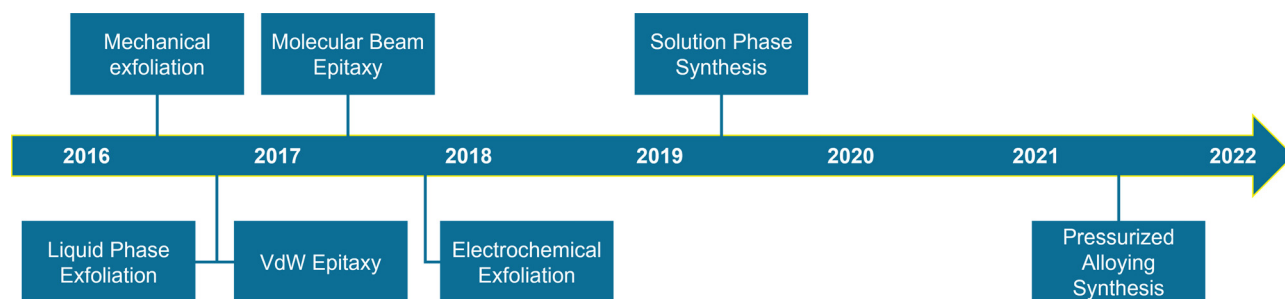 Mechanical
exfoliation
Molecular Beam
Epitaxy
Solution Phase
Synthesis
2016
2017
2018
2019
2020
2021
2022
Liquid Phase
Exfoliation
VdW Epitaxy
Electrochemical
Exfoliation
Pressurized
Alloying
Synthesis